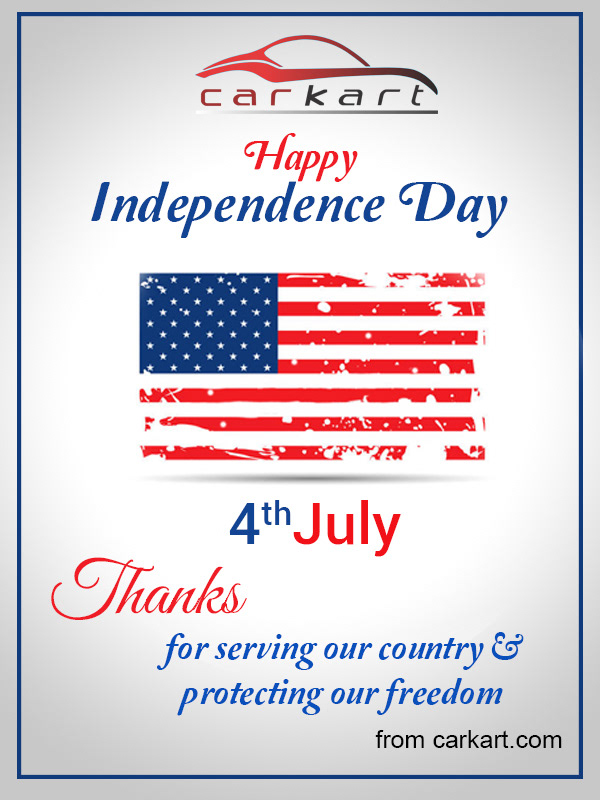 carkart
Happy
Independence Day
4th July
Thanks
for serving our country &
protecting our freedom
from carkart.com